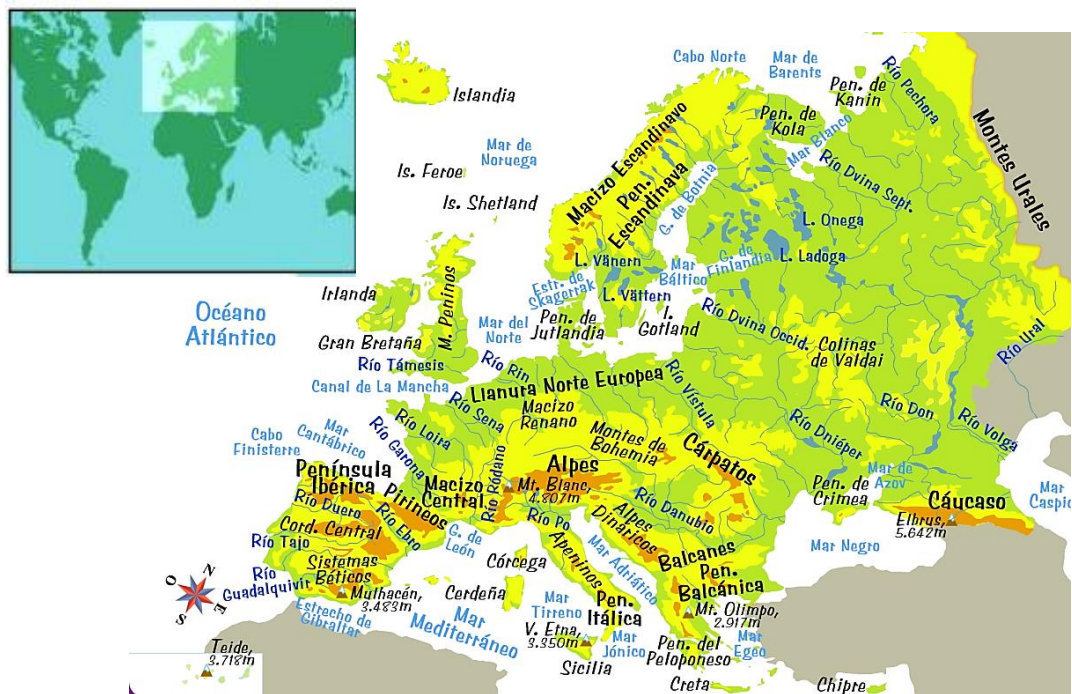 Cabo Norte
Mar de
Barents
Pen. de
Kanin
Río Pechora
Montes Urales
Islandia
Pen. de
Kola
Mar Blanco
Mar de
Noruega
Is. Feroe
Is. Shetland
Macizo Escandinavo
Pen.
Escandinava
G. de Botnia
Río Dvina Sept.
L. Onega
L. Ladoga
G. de
Finlandia
L. Vänern
Mar
Báltico
Estr. de
Skagerrak
L. Vättern
I.
Gotland
Pen. de
Jutlandia
Océano
Atlántico
Irlanda
M. Peninos
Gran Bretaña
Mar del
Norte
Río Dvina Occid.
Colinas
de Valdai
Río Ural
Río Támesis
Canal de La Mancha
Río Rin
Llanura Norte Europea
Río Vístula
Río Sena
Macizo
Renano
Río Loira
Río Garona
Montes de
Bohemia
Cárpatos
Río Dniéper
Río Don
Río Volga
Cabo
Finisterre
Mar
Cantábrico
Península
Ibérica
Pirineos
Macizo
Central
Río Ródano
Alpes
Mt. Blanc,
4.807m
Mar de
Azov
Pen. de
Crimea
Cáucaso
Elbrus,
5.642m
Mar
Caspio
Río Duero
Cord. Central
Río Ebro
G. de
León
Río Po
Alpes
Dináricos
Río Danubio
Balcanes
Mar Negro
Río Tajo
Sistemas
Béticos
Río
Guadalquivir
Mulhacén,
3.483m
Estrecho de
Gibraltar
Córcega
Cerdeña
Apeninos
Mar Adriático
Pen.
Balcánica
Mar
Mediterráneo
Mar
Tirreno
Pen.
Itálica
Mt. Olimpo,
2.917m
V. Etna,
3.350m
Mar
Jónico
Mar
Egeo
Sicilia
Pen. del
Peloponeso
Creta
Chipre
Teide,
3.718m
N
O
E
S